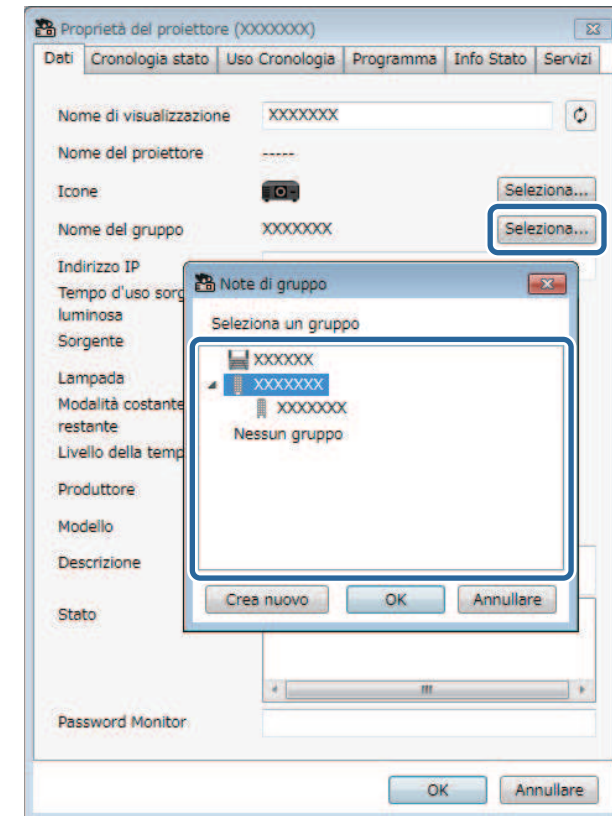 Proprietà del proiettore (XXXXXXX)
Dati Cronologia stato Uso Cronologia Programma Info Stato Servizi
Nome di visualizzazione XXXXXXX
Nome del proiettore -----
Icone Seleziona...
Nome del gruppo XXXXXXX Seleziona...
Indirizzo IP
Tempo d'uso sorg
luminosa
Sorgente
Lampada
Modalità costante
restante
Livello della temp
Produttore
Modello
Descrizione
Stato
Password Monitor
OK Annullare
Note di gruppo
Seleziona un gruppo
XXXXXX
XXXXXXX
XXXXXXX
Nessun gruppo
Crea nuovo OK Annullare